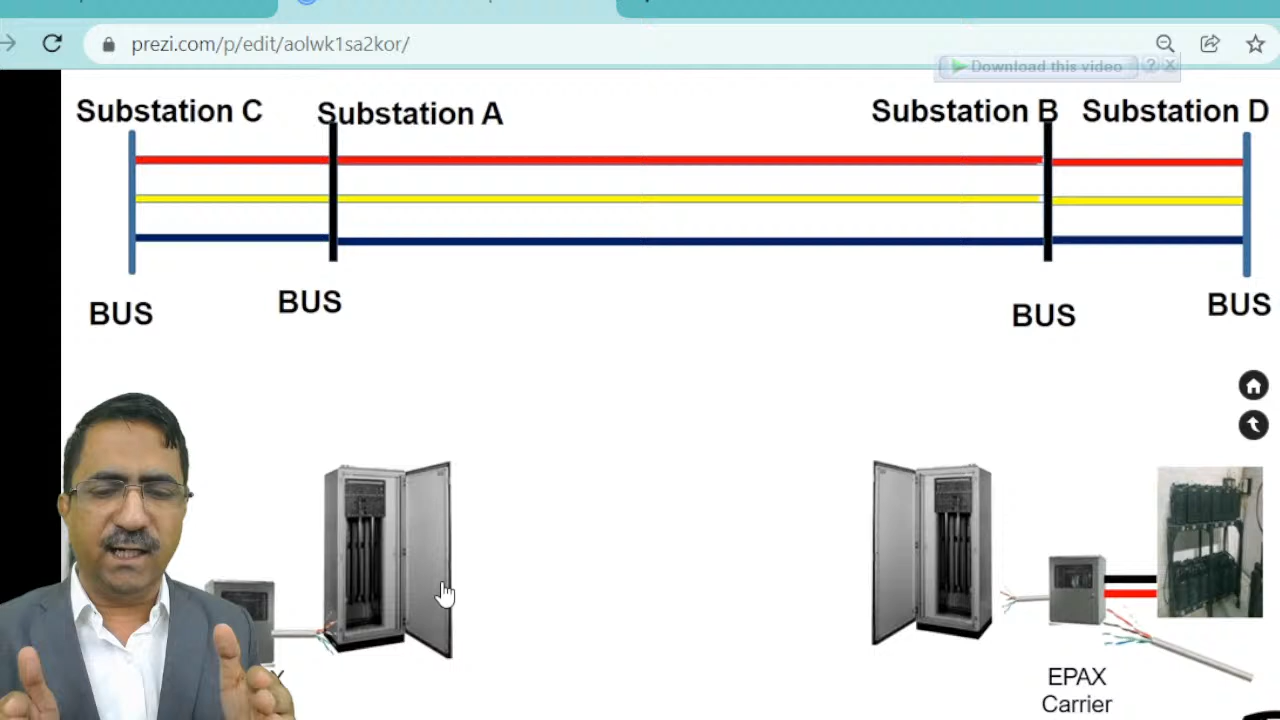 prezi.com/p/edit/aolwk1sa2kor/
Download this video ? X
Substation C
Substation A
Substation B
Substation D
BUS
BUS
BUS
BUS
EPAX
Carrier